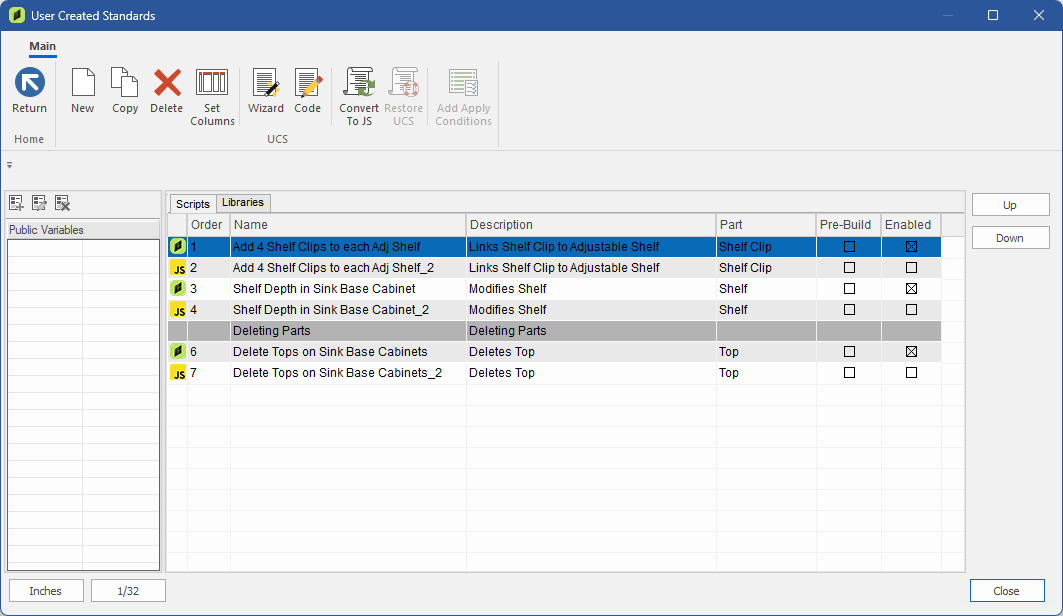 User Created Standards
Main
Return
New
Copy
Delete
Set
Columns
Wizard
Code
Convert
To JS
Restore
UCS
Add Apply
Conditions
Home
UCS
Public Variables
Scripts
Libraries
Order Name Description Part Pre-Build Enabled
1 Add 4 Shelf Clips to each Adj Shelf Links Shelf Clip to Adjustable Shelf Shelf Clip
JS 2 Add 4 Shelf Clips to each Adj Shelf_2 Links Shelf Clip to Adjustable Shelf Shelf Clip
3 Shelf Depth in Sink Base Cabinet Modifies Shelf Shelf
JS 4 Shelf Depth in Sink Base Cabinet_2 Modifies Shelf Shelf
Deleting Parts Deleting Parts
6 Delete Tops on Sink Base Cabinets Deletes Top Top
JS 7 Delete Tops on Sink Base Cabinets_2 Deletes Top Top
Up
Down
Inches
1/32
Close